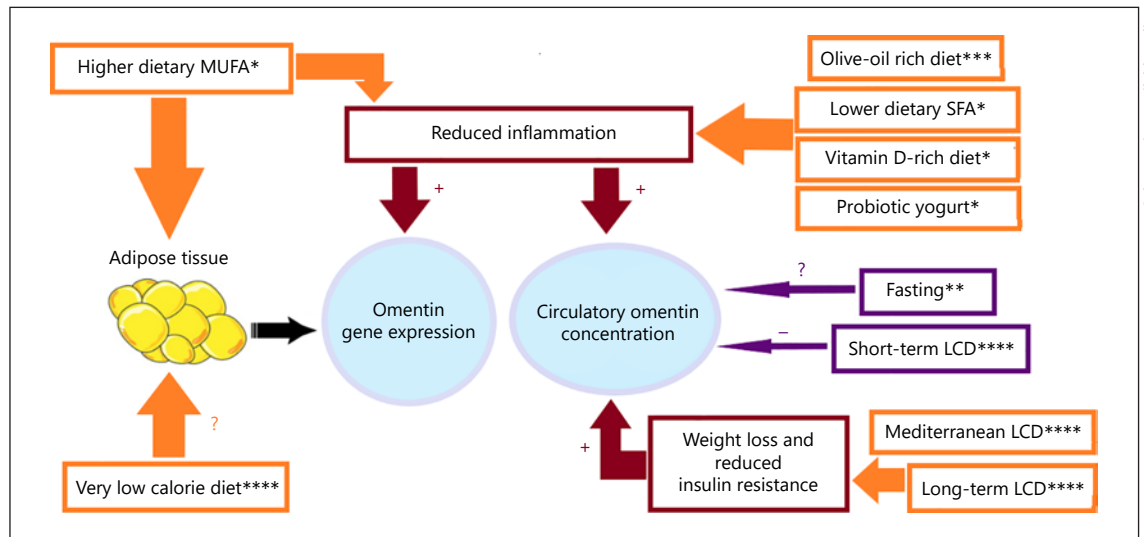 Higher dietary MUFA*
Olive-oil rich diet***
Lower dietary SFA*
Reduced inflammation
Vitamin D-rich diet*
+
+
Probiotic yogurt*
Adipose tissue
?
Fasting**
Omentin
gene expression
Circulatory omentin
concentration
–
Short-term LCD****
?
+
Weight loss and
reduced
insulin resistance
Mediterranean LCD****
Very low calorie diet****
Long-term LCD****